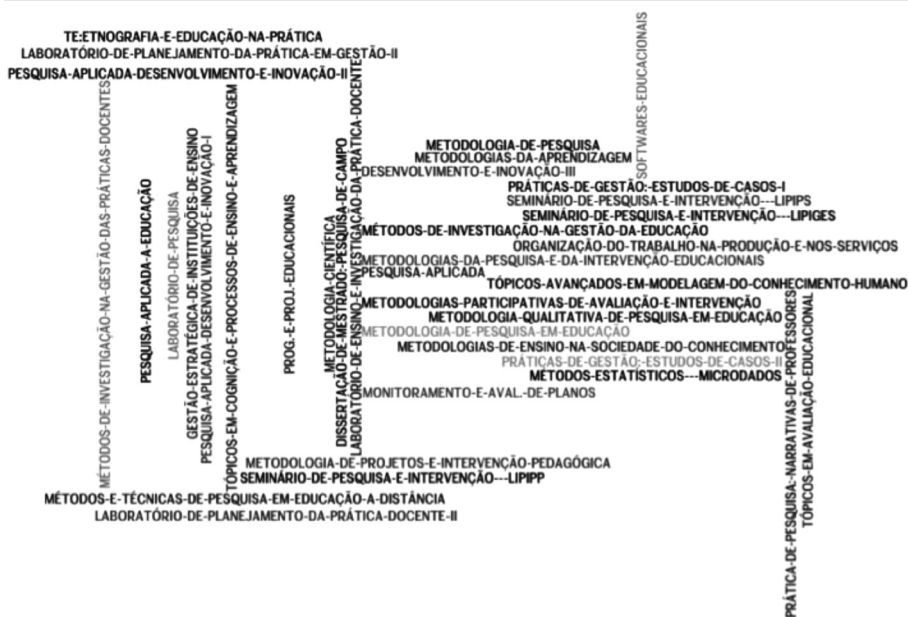 TE:ETNOGRAFIA-E-EDUCAÇÃO-NA-PRÁTICA
LABORATÓRIO-DE-PLANEJAMENTO-DA-PRÁTICA-EM-GESTÃO-II
PESQUISA-APLICADA-DESENVOLVIMENTO-E-INOVAÇÃO-II
MÉTODOS-DE-INVESTIGAÇÃO-NA-GESTÃO-DAS-PRÁTICAS-DOCENTES
PESQUISA-APLICADA-A-EDUCAÇÃO
LABORATÓRIO-DE-PESQUISA
GESTÃO-ESTRATÉGICA-DE-INSTITUIÇÕES-DE-ENSINO
PESQUISA-APLICADA-DESENVOLVIMENTO-E-INOVAÇÃO-I
TÓPICOS-EM-COGNIÇÃO-E-PROCESSOS-DE-ENSINO-E-APRENDIZAGEM
PROG.-E-PROJ.-EDUCACIONAIS
METODOLOGIA-CIENTÍFICA
DISSERTAÇÃO-DE-MESTRADO:-PESQUISA-DE-CAMPO
LABORATÓRIO-DE-ENSINO-E-INVESTIGAÇÃO-DA-PRÁTICA-DOCENTE
SOFTWARES-EDUCACIONAIS
METODOLOGIA-DE-PESQUISA
METODOLOGIAS-DA-APRENDIZAGEM
DESENVOLVIMENTO-E-INOVAÇÃO-III
PRÁTICAS-DE-GESTÃO:-ESTUDOS-DE-CASOS-I
SEMINÁRIO-DE-PESQUISA-E-INTERVENÇÃO---LIPIPS
SEMINÁRIO-DE-PESQUISA-E-INTERVENÇÃO---LIPIGES
MÉTODOS-DE-INVESTIGAÇÃO-NA-GESTÃO-DA-EDUCAÇÃO
ORGANIZAÇÃO-DO-TRABALHO-NA-PRODUÇÃO-E-NOS-SERVIÇOS
METODOLOGIAS-DA-PESQUISA-E-DA-INTERVENÇÃO-EDUCACIONAIS
PESQUISA-APLICADA
TÓPICOS-AVANÇADOS-EM-MODELAGEM-DO-CONHECIMENTO-HUMANO
METODOLOGIAS-PARTICIPATIVAS-DE-AVALIAÇÃO-E-INTERVENÇÃO
METODOLOGIA-QUALITATIVA-DE-PESQUISA-EM-EDUCAÇÃO
METODOLOGIA-DE-PESQUISA-EM-EDUCAÇÃO
METODOLOGIAS-DE-ENSINO-NA-SOCIEDADE-DO-CONHECIMENTO
PRÁTICAS-DE-GESTÃO:-ESTUDOS-DE-CASOS-II
MÉTODOS-ESTATÍSTICOS---MICRODADOS
MONITORAMENTO-E-AVAL.-DE-PLANOS
PRÁTICA-DE-PESQUISA:-NARRATIVAS-DE-PROFESSORES
TÓPICOS-EM-AVALIAÇÃO-EDUCACIONAL
METODOLOGIA-DE-PROJETOS-E-INTERVENÇÃO-PEDAGÓGICA
SEMINÁRIO-DE-PESQUISA-E-INTERVENÇÃO---LIPIPP
MÉTODOS-E-TÉCNICAS-DE-PESQUISA-EM-EDUCAÇÃO-A-DISTÂNCIA
LABORATÓRIO-DE-PLANEJAMENTO-DA-PRÁTICA-DOCENTE-II